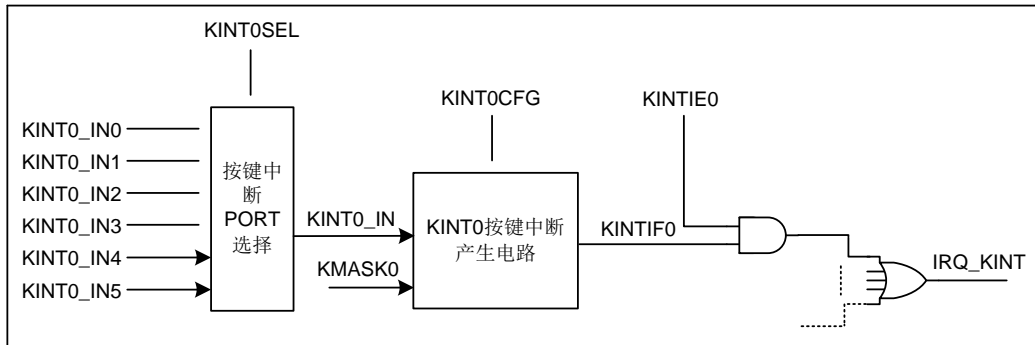 KINT0SEL
KINT0CFG
KINTIE0
KINT0_IN0
KINT0_IN1
KINT0_IN2
KINT0_IN3
KINT0_IN4
KINT0_IN5
按键中
断
PORT
选择
KINT0_IN
KMASK0
KINT0按键中断
产生电路
KINTIF0
IRQ_KINT